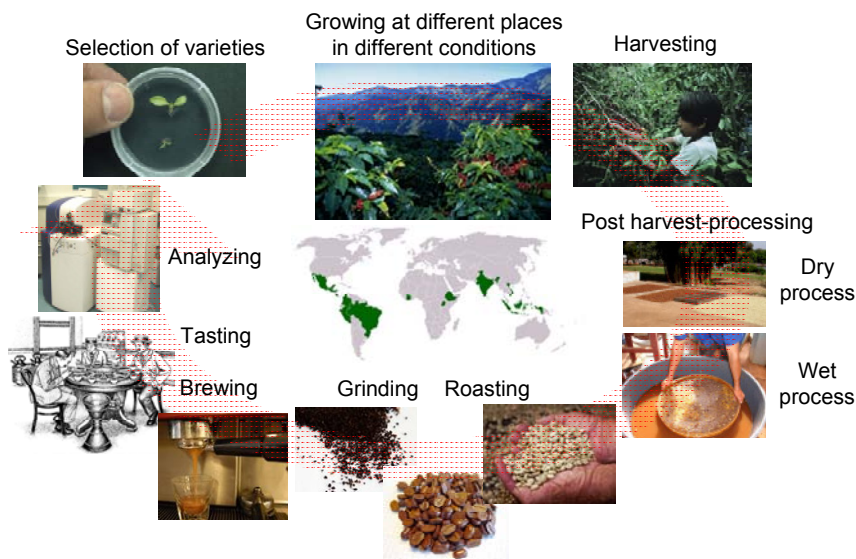 Selection of varieties
Growing at different places
in different conditions
Harvesting
Post harvest-processing
Dry
process
Wet
process
Roasting
Grinding
Brewing
Tasting
Analyzing